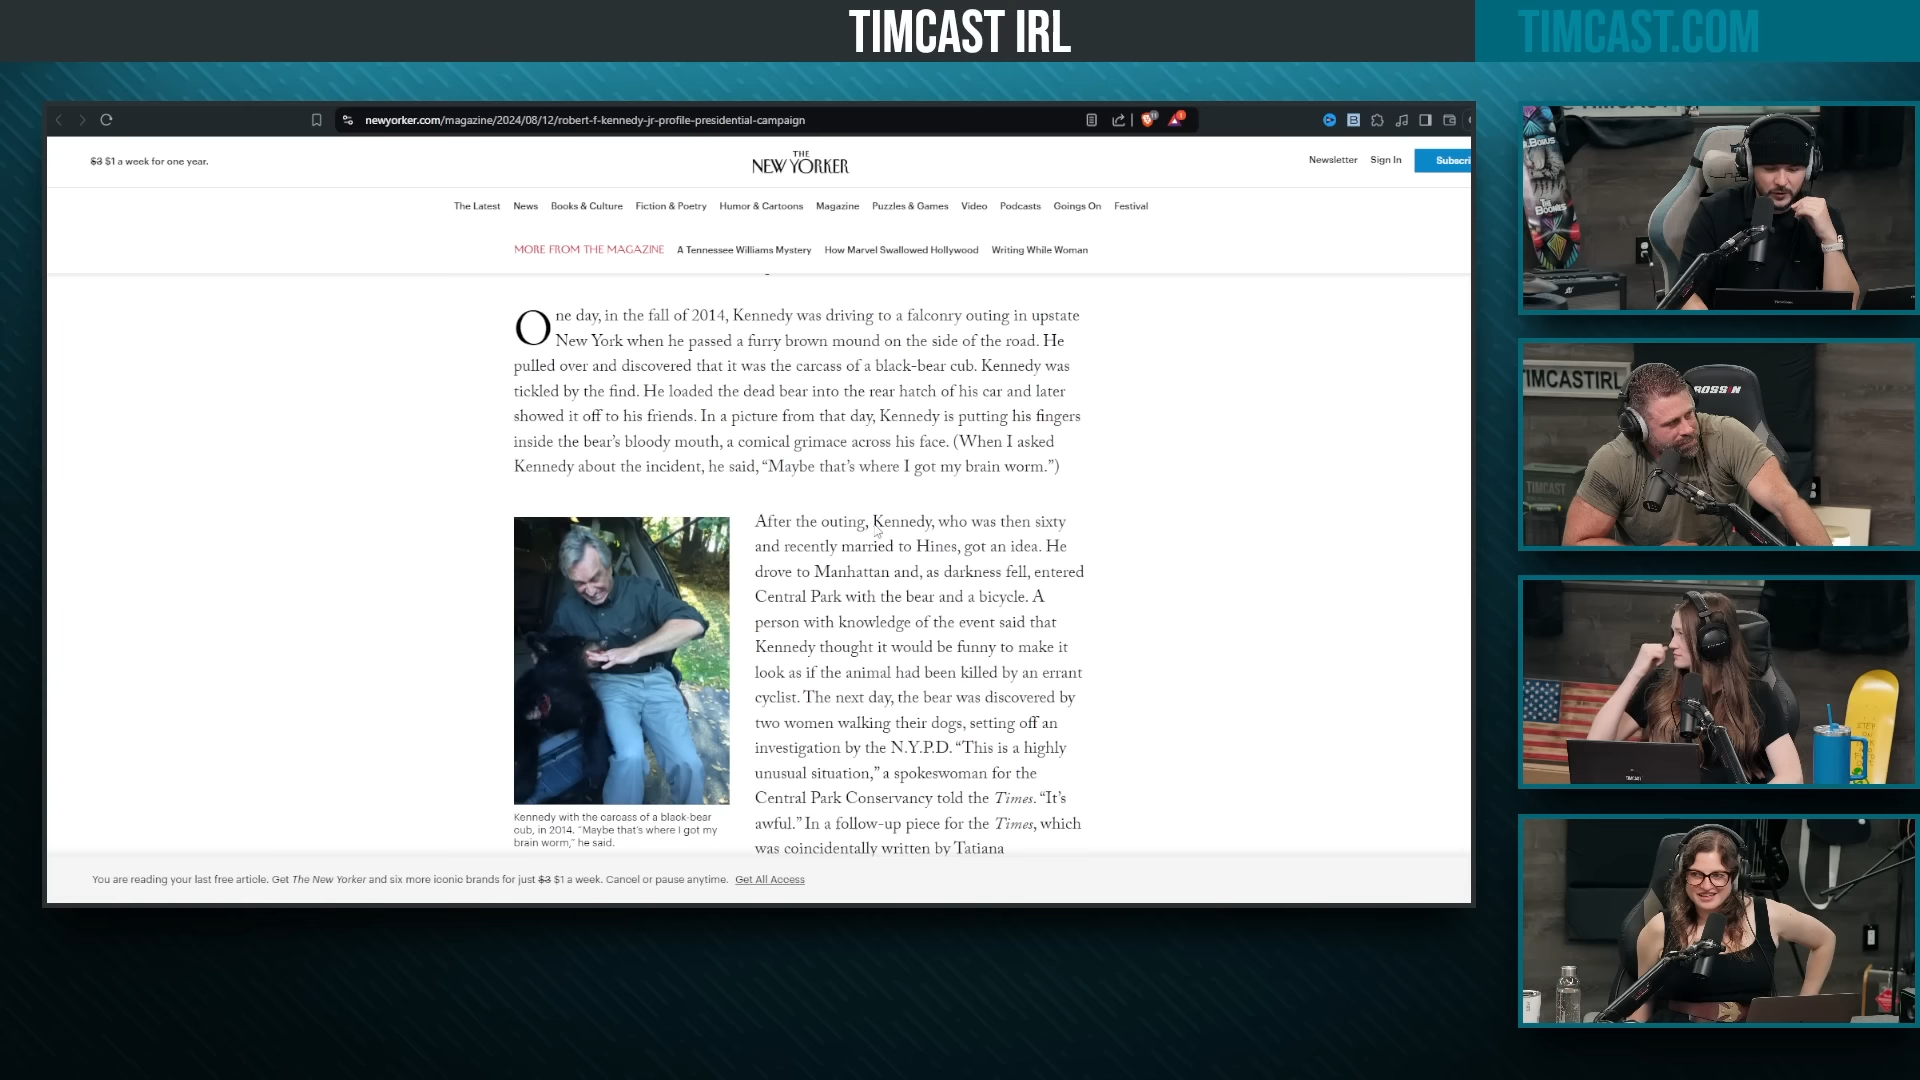 TIMCAST IRL
TIMCAST.COM
newyorker.com/magazine/2024/08/12/robert-f-kennedy-jr-profile-presidential-campaign
$3 $1 a week for one year.
THE
NEW YORKER
Newsletter Sign In Subscri
The Latest News Books & Culture Fiction & Poetry Humor & Cartoons Magazine Puzzles & Games Video Podcasts Goings On Festival
MORE FROM THE MAGAZINE A Tennessee Williams Mystery How Marvel Swallowed Hollywood Writing While Woman
One day, in the fall of 2014, Kennedy was driving to a falconry outing in upstate
New York when he passed a furry brown mound on the side of the road. He
pulled over and discovered that it was the carcass of a black-bear cub. Kennedy was
tickled by the find. He loaded the dead bear into the rear hatch of his car and later
showed it off to his friends. In a picture from that day, Kennedy is putting his fingers
inside the bear’s bloody mouth, a comical grimace across his face. (When I asked
Kennedy about the incident, he said, “Maybe that’s where I got my brain worm.”)
After the outing, Kennedy, who was then sixty
and recently married to Hines, got an idea. He
drove to Manhattan and, as darkness fell, entered
Central Park with the bear and a bicycle. A
person with knowledge of the event said that
Kennedy thought it would be funny to make it
look as if the animal had been killed by an errant
cyclist. The next day, the bear was discovered by
two women walking their dogs, setting off an
investigation by the N.Y.P.D. “This is a highly
unusual situation,” a spokeswoman for the
Central Park Conservancy told the Times. “It’s
awful.” In a follow-up piece for the Times, which
was coincidentally written by Tatiana
Kennedy with the carcass of a black-bear
cub, in 2014. “Maybe that’s where I got my
brain worm,” he said.
You are reading your last free article. Get The New Yorker and six more iconic brands for just $3 $1 a week. Cancel or pause anytime. Get All Access
The
Boonies
TIMCASTIRL
ROSSIN
TIMCAST
TIMCAST